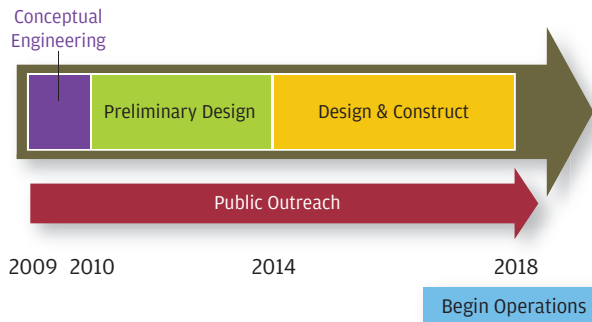 Conceptual
Engineering
Preliminary Design
Design & Construct
Public Outreach
2009
2010
2014
2018
Begin Operations